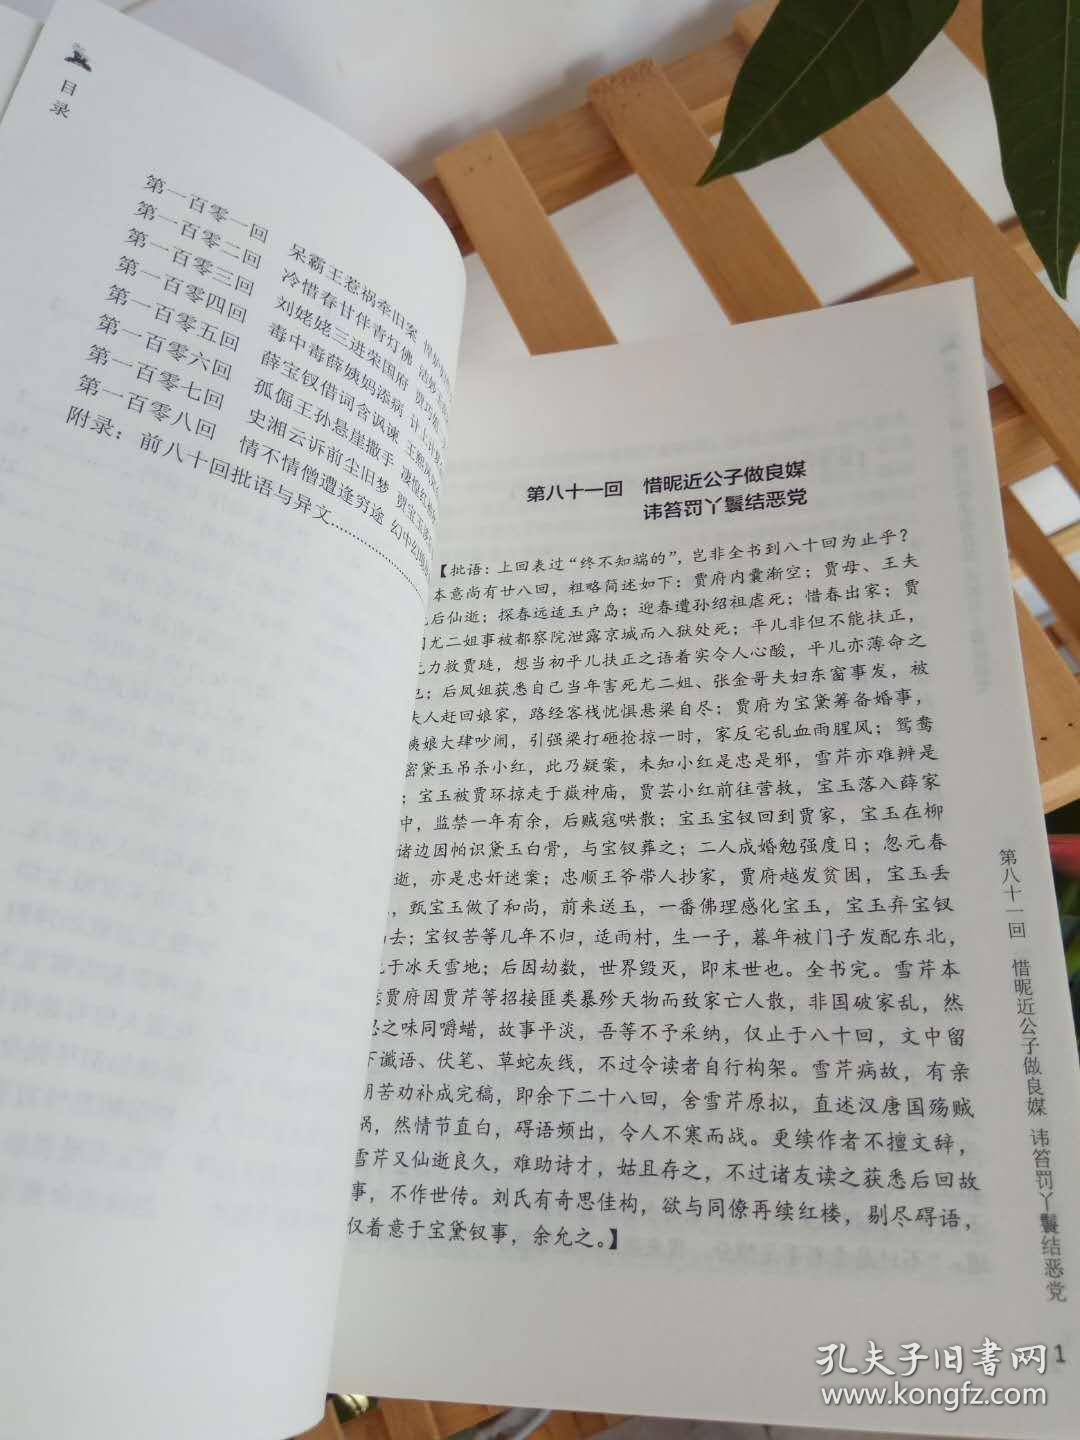 目录
第一百零一回 呆霸王惹祸牵旧案
第一百零二回 冷惜春甘伴青灯佛
第一百零三回 刘姥姥三进荣国府
第一百零四回 毒中毒薛姨妈添病
第一百零五回 薛宝钗借词含讽谏
第一百零六回 孤倔王孙悬崖撒手
第一百零七回 史湘云诉前尘旧梦
第一百零八回 情不情僧遭逢穷途
附录：前八十回批语与异文
第八十一回 惜昵近公子做良媒
讳笞罚丫鬟结恶党
【批语：上回表过“终不知端的”，岂非全书到八十回为止乎？
本意尚有廿八回，粗略简述如下：贾府内囊渐空；贾母、王夫
后仙逝；探春远适玉户岛；迎春遭孙绍祖虐死；惜春出家；贾
尤二姐事被都察院泄露京城而入狱处死；平儿非但不能扶正，
力救贾琏，想当初平儿扶正之语着实令人心酸，平儿亦薄命之
；后凤姐获悉自己当年害死尤二姐、张金哥夫妇东窗事发，被
夫人赶回娘家，路经客栈忧惧悬梁自尽；贾府为宝黛筹备婚事，
姨娘大肆吵闹，引强梁打砸抢掠一时，家反宅乱血雨腥风；鸳鸯
密黛玉吊杀小红，此乃疑案，未知小红是忠是邪，雪芹亦难辨是
；宝玉被贾环掠走于嶽神庙，贾芸小红前往营救，宝玉落入薛家
中，监禁一年有余，后贼寇哄散；宝玉宝钗回到贾家，宝玉在柳
诸边因帕识黛玉白骨，与宝钗葬之；二人成婚勉强度日；忽元春
逝，亦是忠奸迷案；忠顺王爷带人抄家，贾府越发贫困，宝玉丢
，甄宝玉做了和尚，前来送玉，一番佛理感化宝玉，宝玉弃宝钗
去；宝钗苦等几年不归，适雨村，生一子，暮年被门子发配东北，
于冰天雪地；后因劫数，世界毁灭，即末世也。全书完。雪芹本
贾府因贾芹等招接匪类暴殄天物而致家亡人散，非国破家乱，然
之味同嚼蜡，故事平淡，吾等不予采纳，仅止于八十回，文中留
下谶语、伏笔、草蛇灰线，不过令读者自行构架。雪芹病故，有亲
朋苦劝补成完稿，即余下二十八回，舍雪芹原拟，直述汉唐国殇贼
祸，然情节直白，碍语频出，令人不寒而战。更续作者不擅文辞，
雪芹又仙逝良久，难助诗才，姑且存之，不过诸友读之获悉后回故
事，不作世传。刘氏有奇思佳构，欲与同僚再续红楼，剔尽碍语，
仅着意于宝黛钗事，余允之。】
第八十一回 惜昵近公子做良媒 讳笞罚丫鬟结恶党
1
孔夫子旧书网
www.kongfz.com